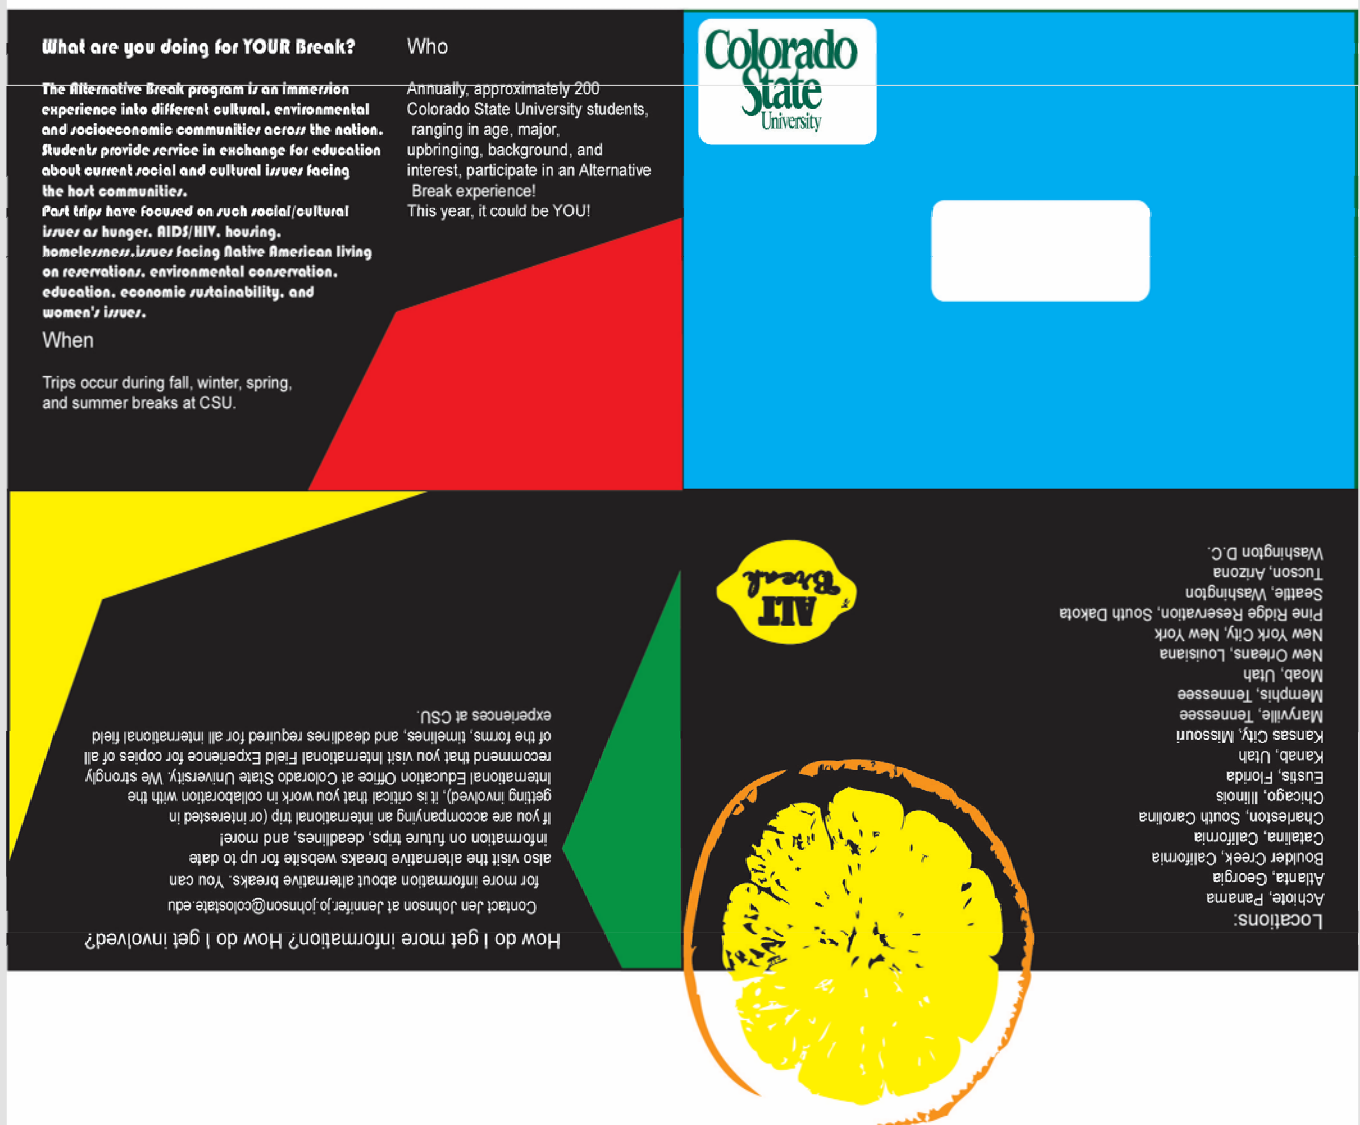 What are you doing for YOUR Break?
The Alternative Break program is an immersion
experience into different cultural, environmental
and socioeconomic communities across the nation.
Students provide service in exchange for education
about current social and cultural issues facing
the host communities.
Past trips have focused on such social/cultural
issues as hunger, AIDS/HIV, housing,
homelessness,issues facing Native American living
on reservations, environmental conservation,
education, economic sustainability, and
women's issues.
When
Trips occur during fall, winter, spring,
and summer breaks at CSU.
Who
Annually, approximately 200
Colorado State University students,
ranging in age, major,
upbringing, background, and
interest, participate in an Alternative
Break experience!
This year, it could be YOU!
Colorado
State
University
Locations:
Achiote, Panama
Atlanta, Georgia
Boulder Creek, California
Catalina, California
Charleston, South Carolina
Chicago, Illinois
Eustis, Florida
Kanab, Utah
Kansas City, Missouri
Maryville, Tennessee
Memphis, Tennessee
Moab, Utah
New Orleans, Louisiana
New York City, New York
Pine Ridge Reservation, South Dakota
Seattle, Washington
Tucson, Arizona
Washington D.C.
ALT
Break
How do I get more information? How do I get involved?
Contact Jen Johnson at Jennifer.jo.johnson@colostate.edu
for more information about alternative breaks. You can
also visit the alternative breaks website for up to date
information on future trips, deadlines, and more!
If you are accompanying an international trip (or interested in
getting involved), it is critical that you work in collaboration with the
International Education Office at Colorado State University. We strongly
recommend that you visit International Field Experience for copies of all
of the forms, timelines, and deadlines required for all international field
experiences at CSU.